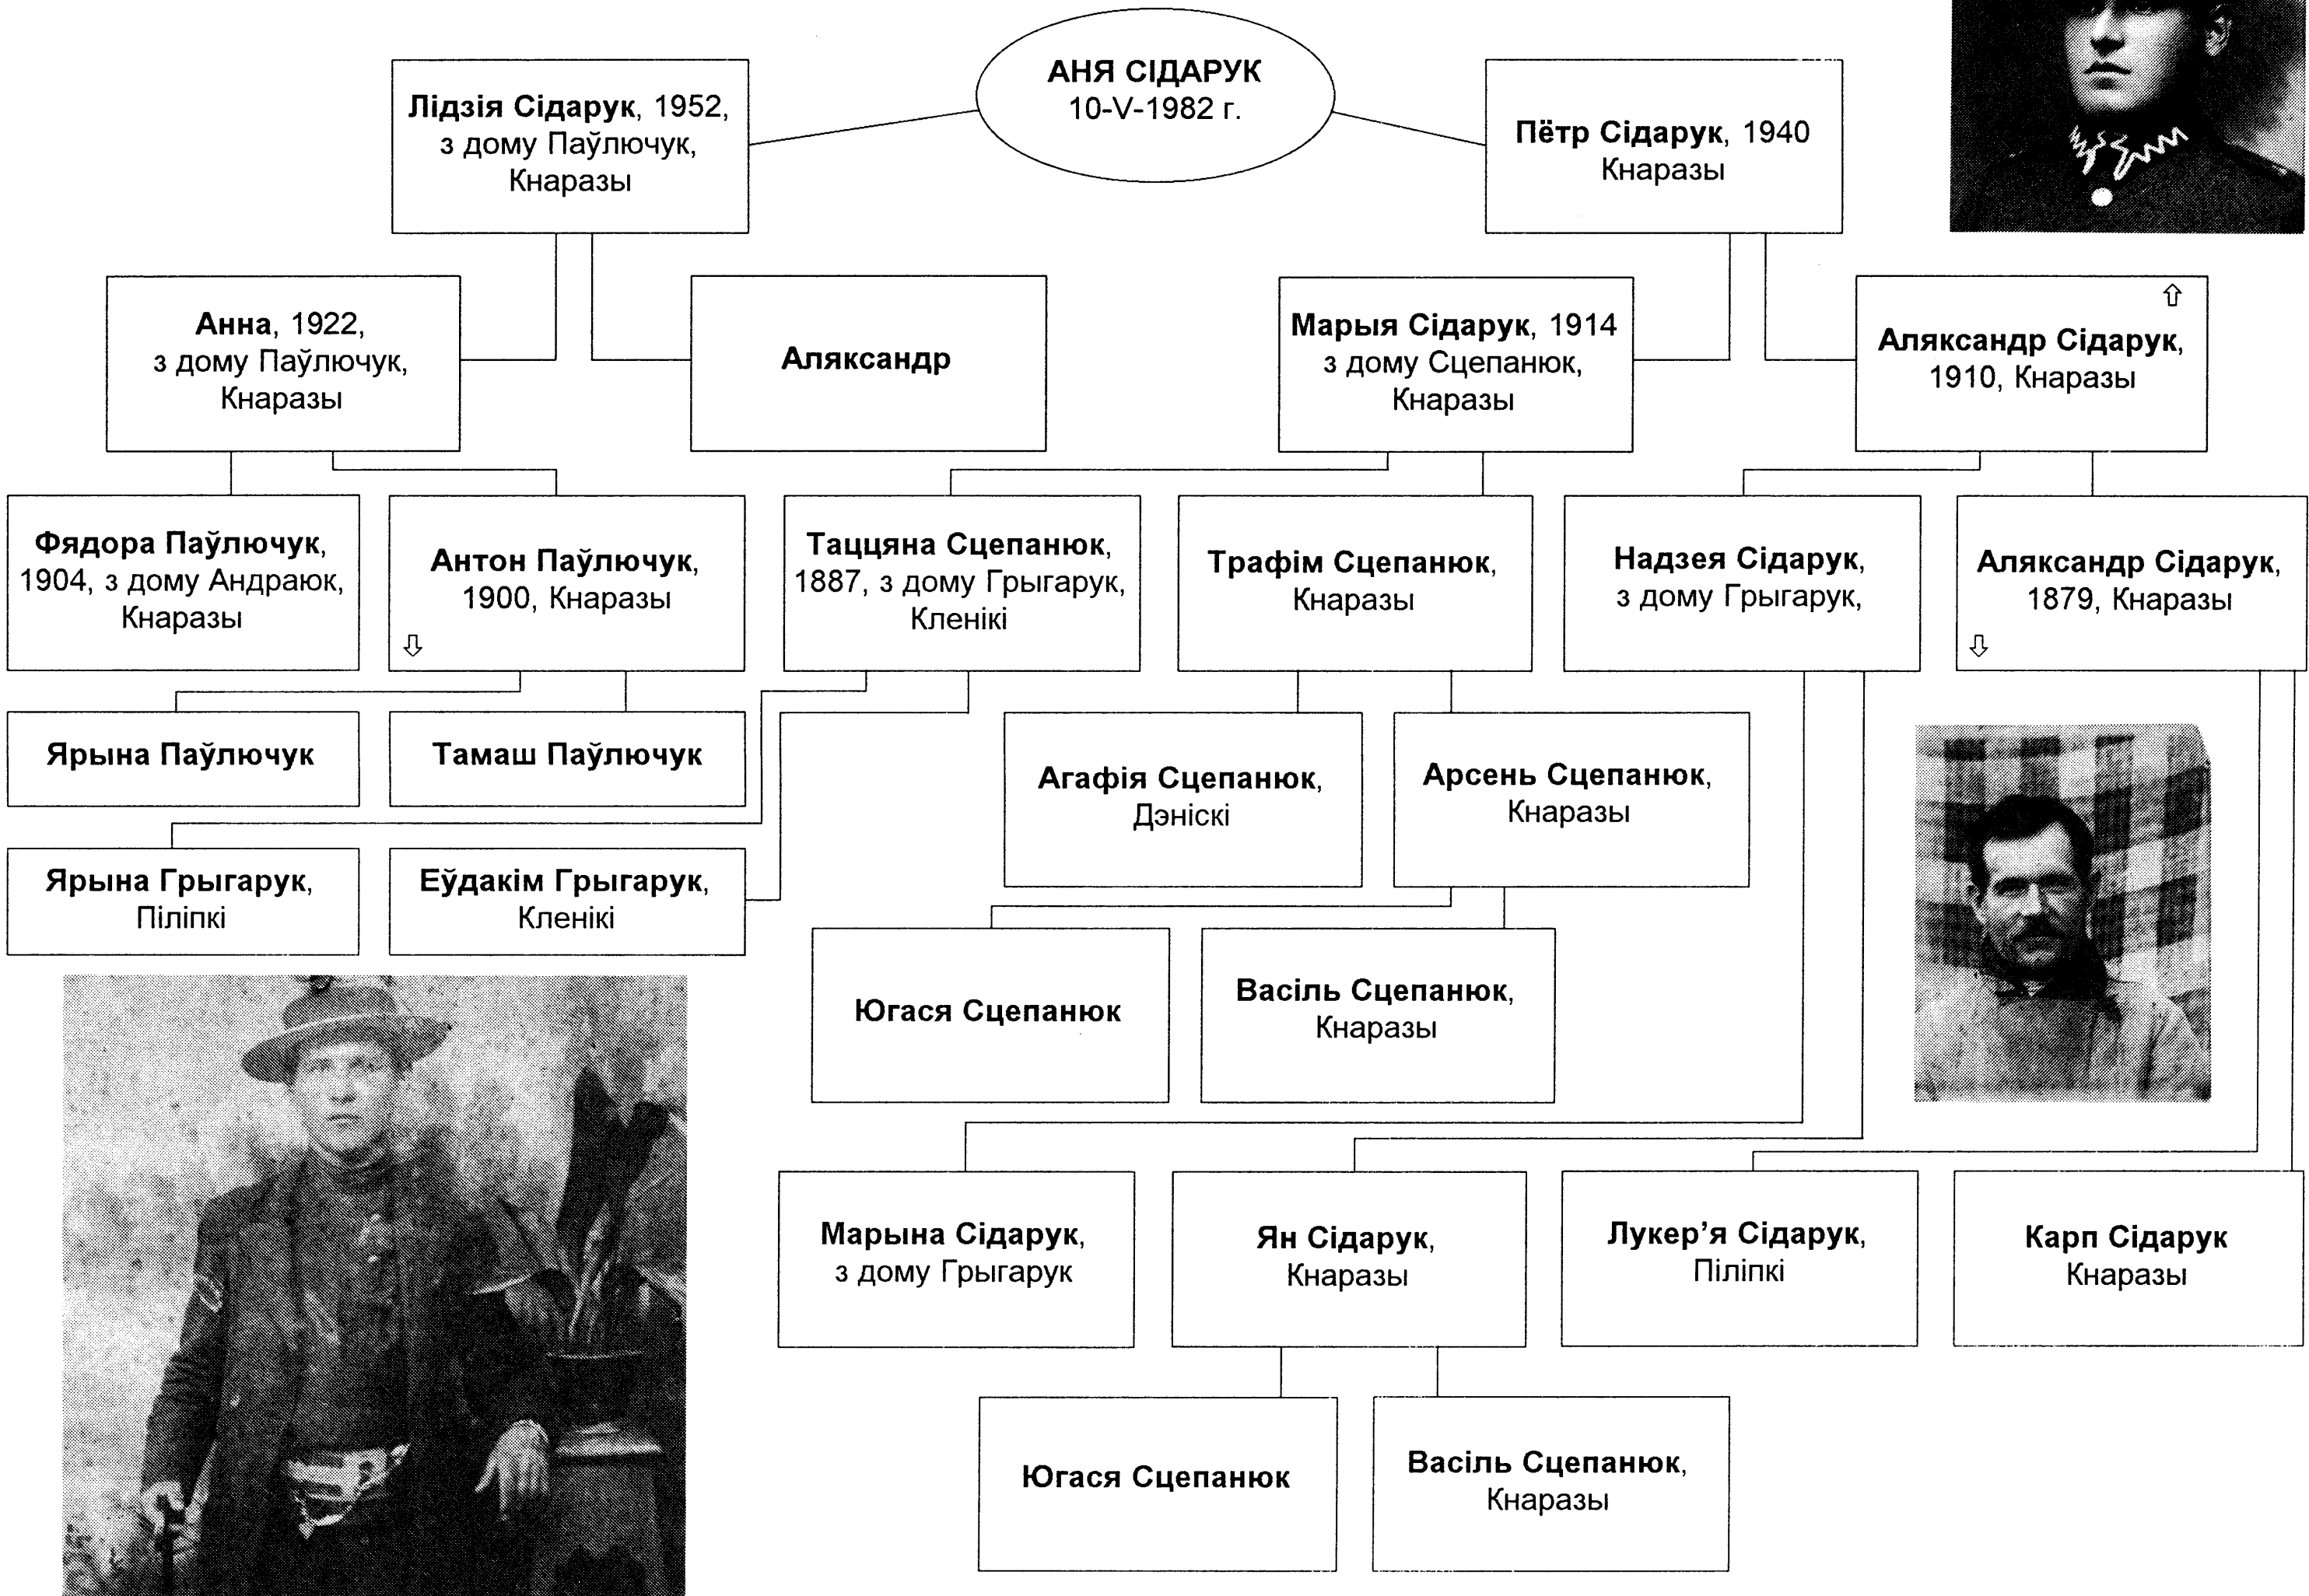 АНЯ СІДАРУК
10-V-1982 г.
Лідзія Сідарук, 1952,
з дому Паўлючук,
Кнаразы
Пётр Сідарук, 1940
Кнаразы
Анна, 1922,
з дому Паўлючук,
Кнаразы
Аляксандр
Марыя Сідарук, 1914
з дому Сцепанюк,
Кнаразы
Аляксандр Сідарук,
1910, Кнаразы
Фядора Паўлючук,
1904, з дому Андраюк,
Кнаразы
Антон Паўлючук,
1900, Кнаразы
Таццяна Сцепанюк,
1887, з дому Грыгарук,
Кленікі
Трафім Сцепанюк,
Кнаразы
Надзея Сідарук,
з дому Грыгарук,
Аляксандр Сідарук,
1879, Кнаразы
Ярына Паўлючук
Тамаш Паўлючук
Агафія Сцепанюк,
Дэніскі
Арсень Сцепанюк,
Кнаразы
Ярына Грыгарук,
Піліпкі
Еўдакім Грыгарук,
Кленікі
Югася Сцепанюк
Васіль Сцепанюк,
Кнаразы
Марына Сідарук,
з дому Грыгарук
Ян Сідарук,
Кнаразы
Лукер’я Сідарук,
Піліпкі
Карп Сідарук
Кнаразы
Югася Сцепанюк
Васіль Сцепанюк,
Кнаразы